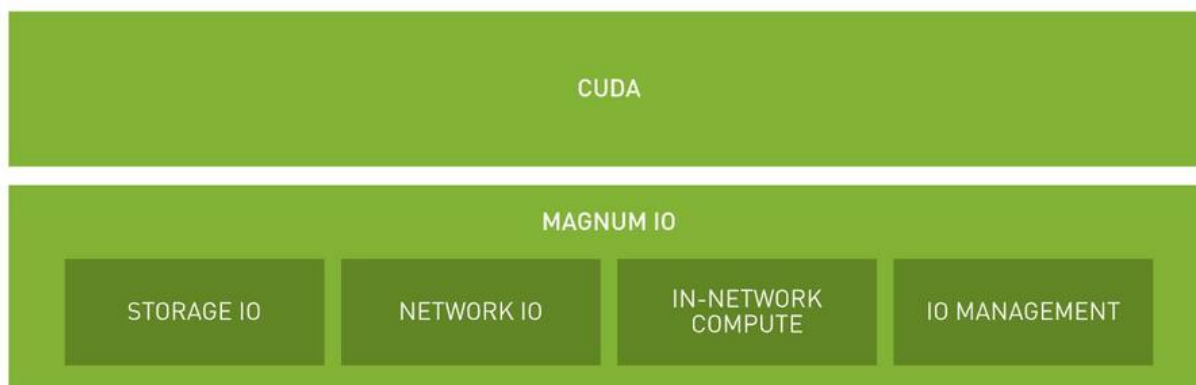 CUDA
MAGNUM IO
STORAGE IO
NETWORK IO
IN-NETWORK
COMPUTE
IO MANAGEMENT